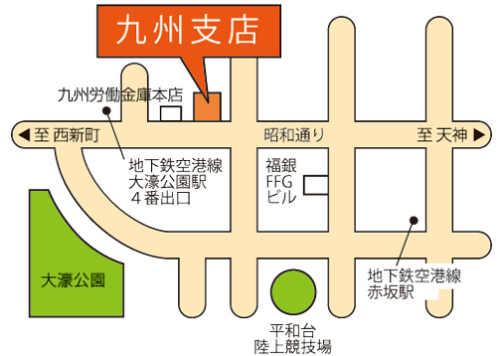 九州支店
九州労働金庫本店
至 西新町
昭和通り
至 天神
地下鉄空港線
大濠公園駅
４番出口
福銀
FFG
ビル
大濠公園
地下鉄空港線
赤坂駅
平和台
陸上競技場